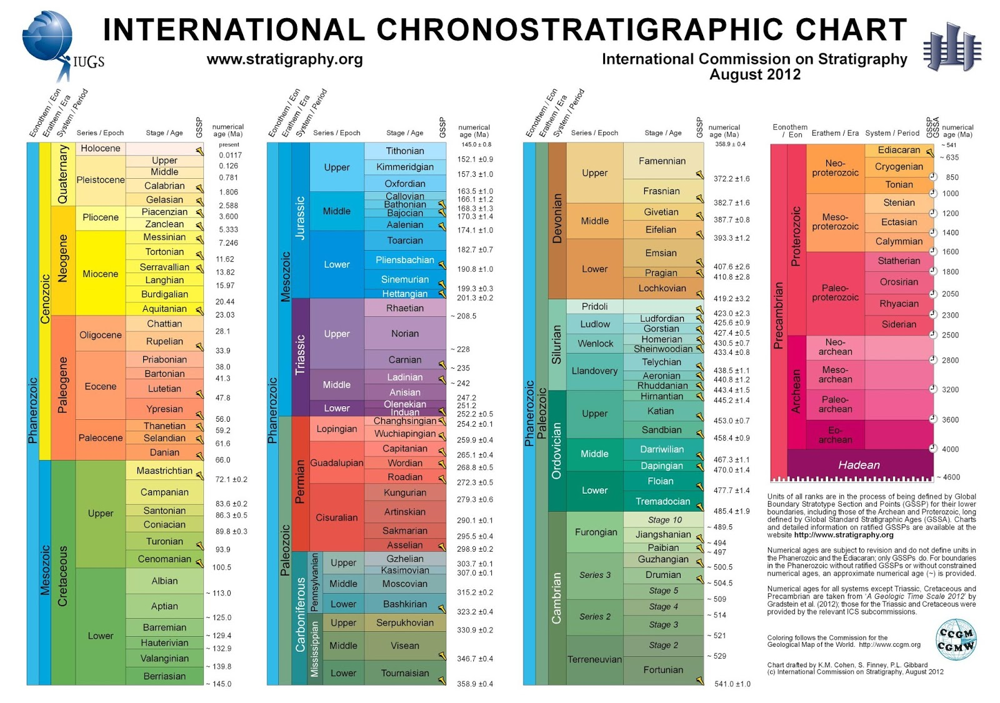 INTERNATIONAL CHRONOSTRATIGRAPHIC CHART
IUGS
www.stratigraphy.org
International Commission on Stratigraphy
August 2012
Eonothem / Eon
Erathem / Era
System / Period
Series / Epoch
Stage / Age
GSSP
numerical
age (Ma)
Phanerozoic
Cenozoic
Mesozoic
Quaternary
Neogene
Paleogene
Cretaceous
present
Holocene
0.0117
Pleistocene
Upper
0.126
Middle
0.781
Calabrian
1.806
Gelasian
2.588
Pliocene
Piacenzian
3.600
Zanclean
5.333
Miocene
Messinian
7.246
Tortonian
11.62
Serravallian
13.82
Langhian
15.97
Burdigalian
20.44
Aquitanian
23.03
Oligocene
Chattian
28.1
Rupelian
33.9
Eocene
Priabonian
38.0
Bartonian
41.3
Lutetian
47.8
Ypresian
56.0
Paleocene
Thanetian
59.2
Selandian
61.6
Danian
66.0
Upper
Maastrichtian
72.1 ±0.2
Campanian
83.6 ±0.2
Santonian
86.3 ±0.5
Coniacian
89.8 ±0.3
Turonian
93.9
Cenomanian
100.5
Lower
Albian
~ 113.0
Aptian
~ 125.0
Barremian
~ 129.4
Hauterivian
~ 132.9
Valanginian
~ 139.8
Berriasian
~ 145.0
Eonothem / Eon
Erathem / Era
System / Period
Series / Epoch
Stage / Age
GSSP
numerical
age (Ma)
Phanerozoic
Mesozoic
Paleozoic
Jurassic
Triassic
Permian
Carboniferous
Pennsylvanian
Mississippian
145.0 ± 0.8
Upper
Tithonian
152.1 ±0.9
Kimmeridgian
157.3 ±1.0
Oxfordian
163.5 ±1.0
Middle
Callovian
166.1 ±1.2
Bathonian
168.3 ±1.3
Bajocian
170.3 ±1.4
Aalenian
174.1 ±1.0
Lower
Toarcian
182.7 ±0.7
Pliensbachian
190.8 ±1.0
Sinemurian
199.3 ±0.3
Hettangian
201.3 ±0.2
Upper
Rhaetian
~ 208.5
Norian
~ 228
Carnian
~ 235
Middle
Ladinian
~ 242
Anisian
247.2
Lower
Olenekian
251.2
Induan
252.2 ±0.5
Lopingian
Changhsingian
254.2 ±0.1
Wuchiapingian
259.9 ±0.4
Guadalupian
Capitanian
265.1 ±0.4
Wordian
268.8 ±0.5
Roadian
272.3 ±0.5
Cisuralian
Kungurian
279.3 ±0.6
Artinskian
290.1 ±0.1
Sakmarian
295.5 ±0.4
Asselian
298.9 ±0.2
Upper
Gzhelian
303.7 ±0.1
Kasimovian
307.0 ±0.1
Middle
Moscovian
315.2 ±0.2
Lower
Bashkirian
323.2 ±0.4
Upper
Serpukhovian
330.9 ±0.2
Middle
Visean
346.7 ±0.4
Lower
Tournaisian
358.9 ±0.4
Eonothem / Eon
Erathem / Era
System / Period
Series / Epoch
Stage / Age
GSSP
numerical
age (Ma)
Phanerozoic
Paleozoic
Devonian
Silurian
Ordovician
Cambrian
358.9 ± 0.4
Upper
Famennian
372.2 ±1.6
Frasnian
382.7 ±1.6
Middle
Givetian
387.7 ±0.8
Eifelian
393.3 ±1.2
Lower
Emsian
407.6 ±2.6
Pragian
410.8 ±2.8
Lochkovian
419.2 ±3.2
Pridoli
423.0 ±2.3
Ludlow
Ludfordian
425.6 ±0.9
Gorstian
427.4 ±0.5
Wenlock
Homerian
430.5 ±0.7
Sheinwoodian
433.4 ±0.8
Llandovery
Telychian
438.5 ±1.1
Aeronian
440.8 ±1.2
Rhuddanian
443.4 ±1.5
Upper
Hirnantian
445.2 ±1.4
Katian
453.0 ±0.7
Sandbian
458.4 ±0.9
Middle
Darriwilian
467.3 ±1.1
Dapingian
470.0 ±1.4
Lower
Floian
477.7 ±1.4
Tremadocian
485.4 ±1.9
Furongian
Stage 10
~ 489.5
Jiangshanian
~ 494
Paibian
~ 497
Series 3
Guzhangian
~ 500.5
Drumian
~ 504.5
Stage 5
~ 509
Series 2
Stage 4
~ 514
Stage 3
~ 521
Terreneuvian
Stage 2
~ 529
Fortunian
541.0 ±1.0
Eonothem
/ Eon
Erathem / Era
System / Period
GSSP
GSSA
numerical
age (Ma)
Precambrian
Proterozoic
Archean
~ 541
Neo-
proterozoic
Ediacaran
~ 635
Cryogenian
850
Tonian
1000
Meso-
proterozoic
Stenian
1200
Ectasian
1400
Calymmian
1600
Paleo-
proterozoic
Statherian
1800
Orosirian
2050
Rhyacian
2300
Siderian
2500
Neo-
archean
2800
Meso-
archean
3200
Paleo-
archean
3600
Eo-
archean
4000
Hadean
~ 4600
Units of all ranks are in the process of being defined by Global
Boundary Stratotype Section and Points (GSSP) for their lower
boundaries, including those of the Archean and Proterozoic, long
defined by Global Standard Stratigraphic Ages (GSSA). Charts
and detailed information on ratified GSSPs are available at the
website http://www.stratigraphy.org
Numerical ages are subject to revision and do not define units in
the Phanerozoic and the Ediacaran; only GSSPs do. For boundaries
in the Phanerozoic without ratified GSSPs or without constrained
numerical ages, an approximate numerical age (~) is provided.
Numerical ages for all systems except Triassic, Cretaceous and
Precambrian are taken from 'A Geologic Time Scale 2012' by
Gradstein et al. (2012); those for the Triassic and Cretaceous were
provided by the relevant ICS subcommissions.
Coloring follows the Commission for the
Geological Map of the World. http://www.ccgm.org
CCGM
CGMW
Chart drafted by K.M. Cohen, S. Finney, P.L. Gibbard
(c) International Commission on Stratigraphy, August 2012